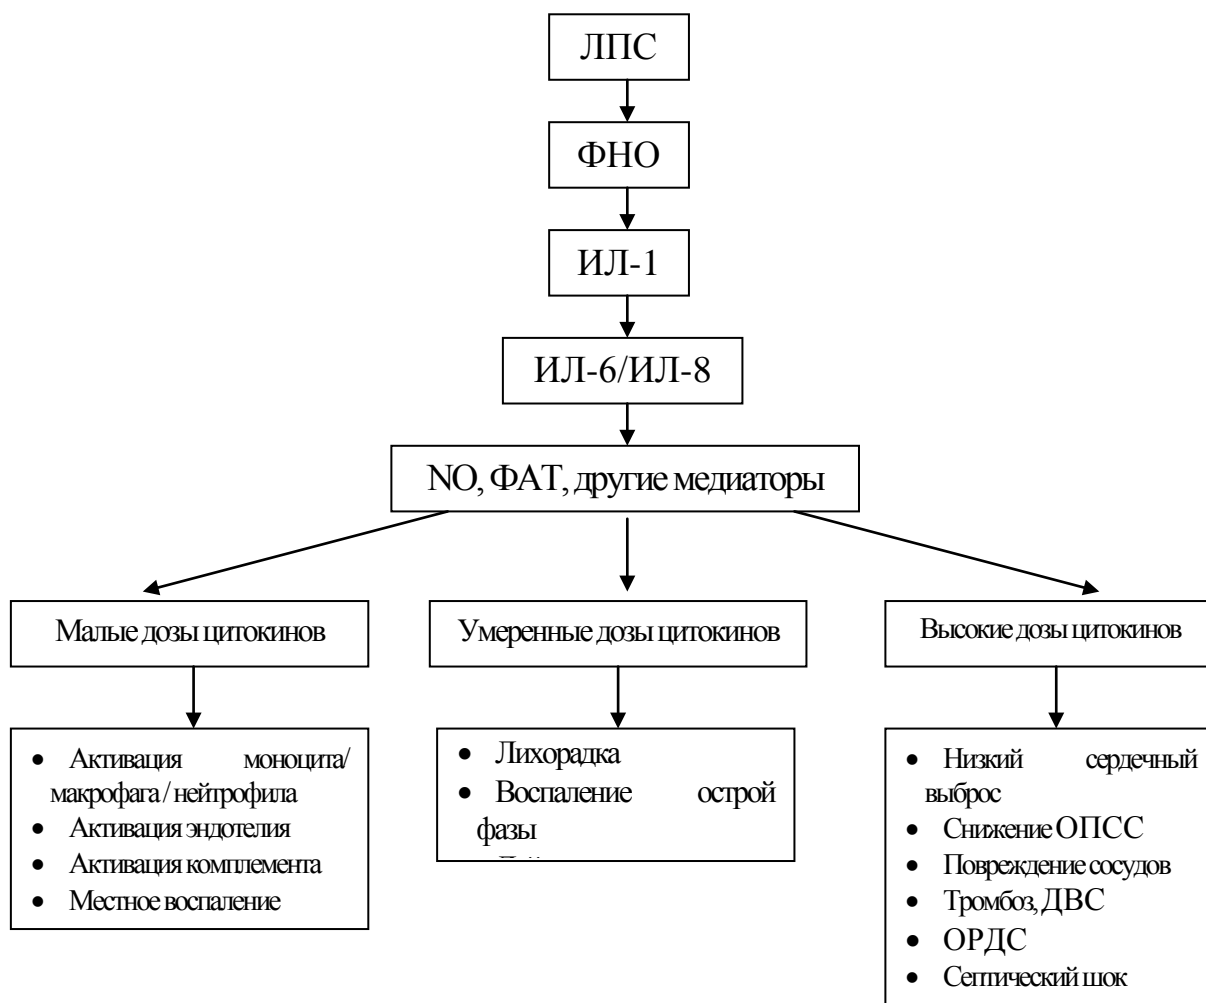 ЛПС
ФНО
ИЛ-1
ИЛ-6/ИЛ-8
NO, ФАТ, другие медиаторы
Малые дозы цитокинов
Умеренные дозы цитокинов
Высокие дозы цитокинов
• Активация моноцита/
макрофага / нейтрофила
• Активация эндотелия
• Активация комплемента
• Местное воспаление
• Лихорадка
• Воспаление острой
фазы
• Низкий сердечный
выброс
• Снижение ОПСС
• Повреждение сосудов
• Тромбоз, ДВС
• ОРДС
• Септический шок